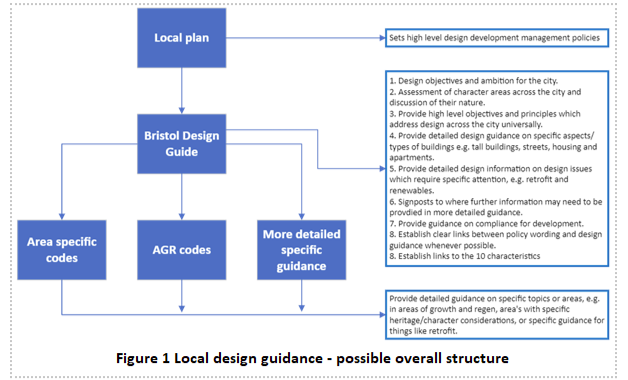 Local plan
Sets high level design development management policies
Bristol Design
Guide
1. Design objectives and ambition for the city.
2. Assessment of character areas across the city and
discussion of their nature.
3. Provide high level objectives and principles which
address design across the city universally.
4. Provide detailed design guidance on specific aspects/
types of buildings e.g. tall buildings, streets, housing and
apartments.
5. Provide detailed design information on design issues
which require specific attention, e.g. retrofit and
renewables.
6. Signposts to where further information may need to be
provdied in more detailed guidance.
7. Provide guidance on compliance for development.
8. Establish clear links between policy wording and design
guidance whenever possible.
8. Establish links to the 10 characteristics
Area specific
codes
AGR codes
More detailed
specific
guidance
Provide detailed guidance on specific topics or areas, e.g.
in areas of growth and regen, area's with specific
heritage/character considerations, or specific guidance for
things like retrofit.
Figure 1 Local design guidance - possible overall structure